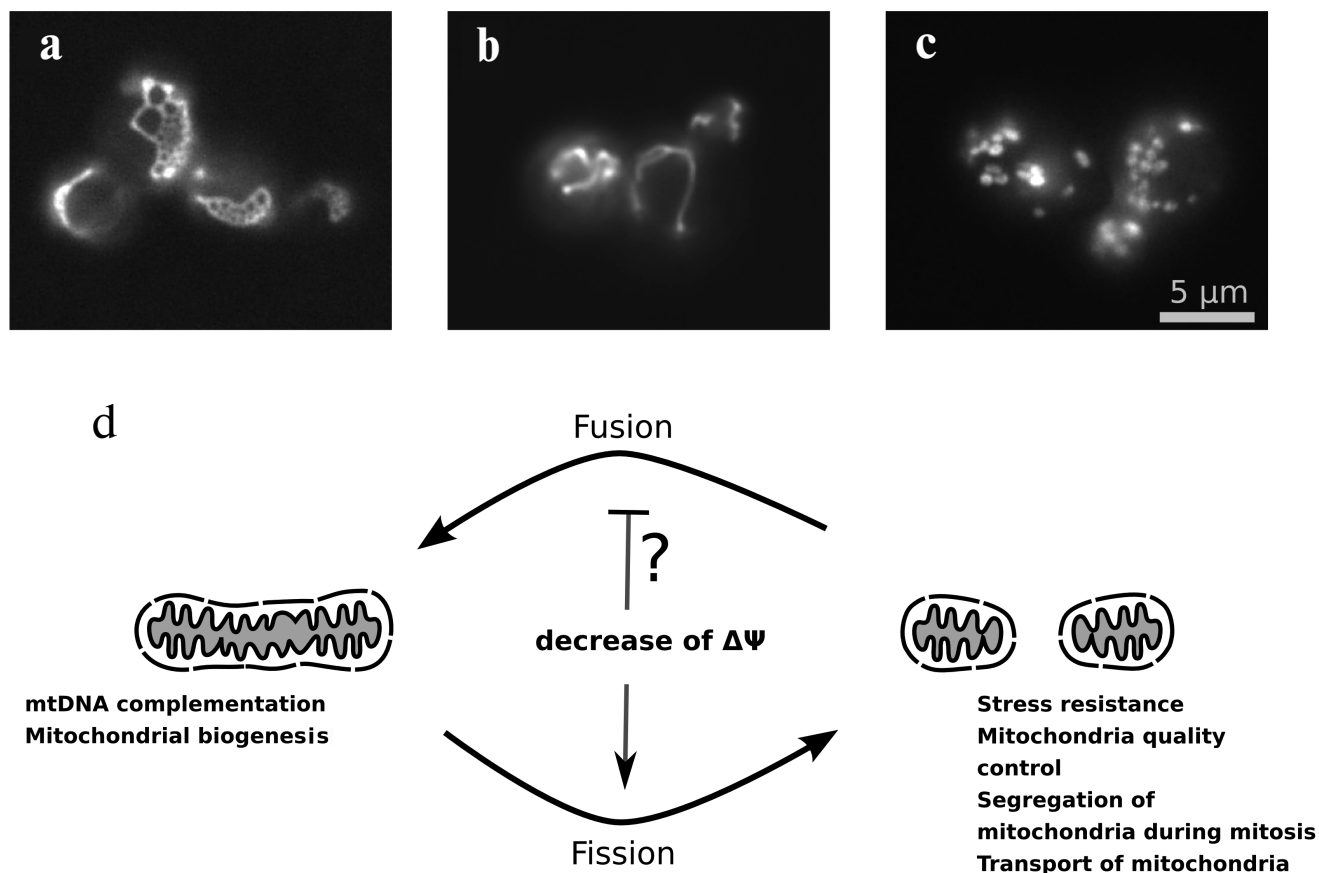 a
b
c
5 µm
d
Fusion
?
decrease of ΔΨ
mtDNA complementation
Mitochondrial biogenesis
Stress resistance
Mitochondria quality
control
Segregation of
mitochondria during mitosis
Transport of mitochondria
Fission